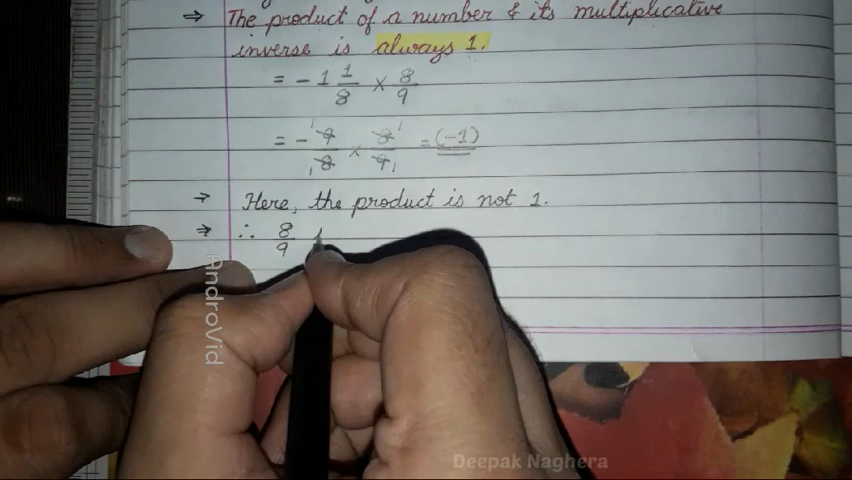 ⇒ The product of a number & its multiplicative
inverse is always 1.
= - 1 1/8 × 8/9
= - 9/8 × 8/9 = (-1)
⇒ Here, the product is not 1.
⇒ ∴ 8/9
AndroVid
Deepak Naghera